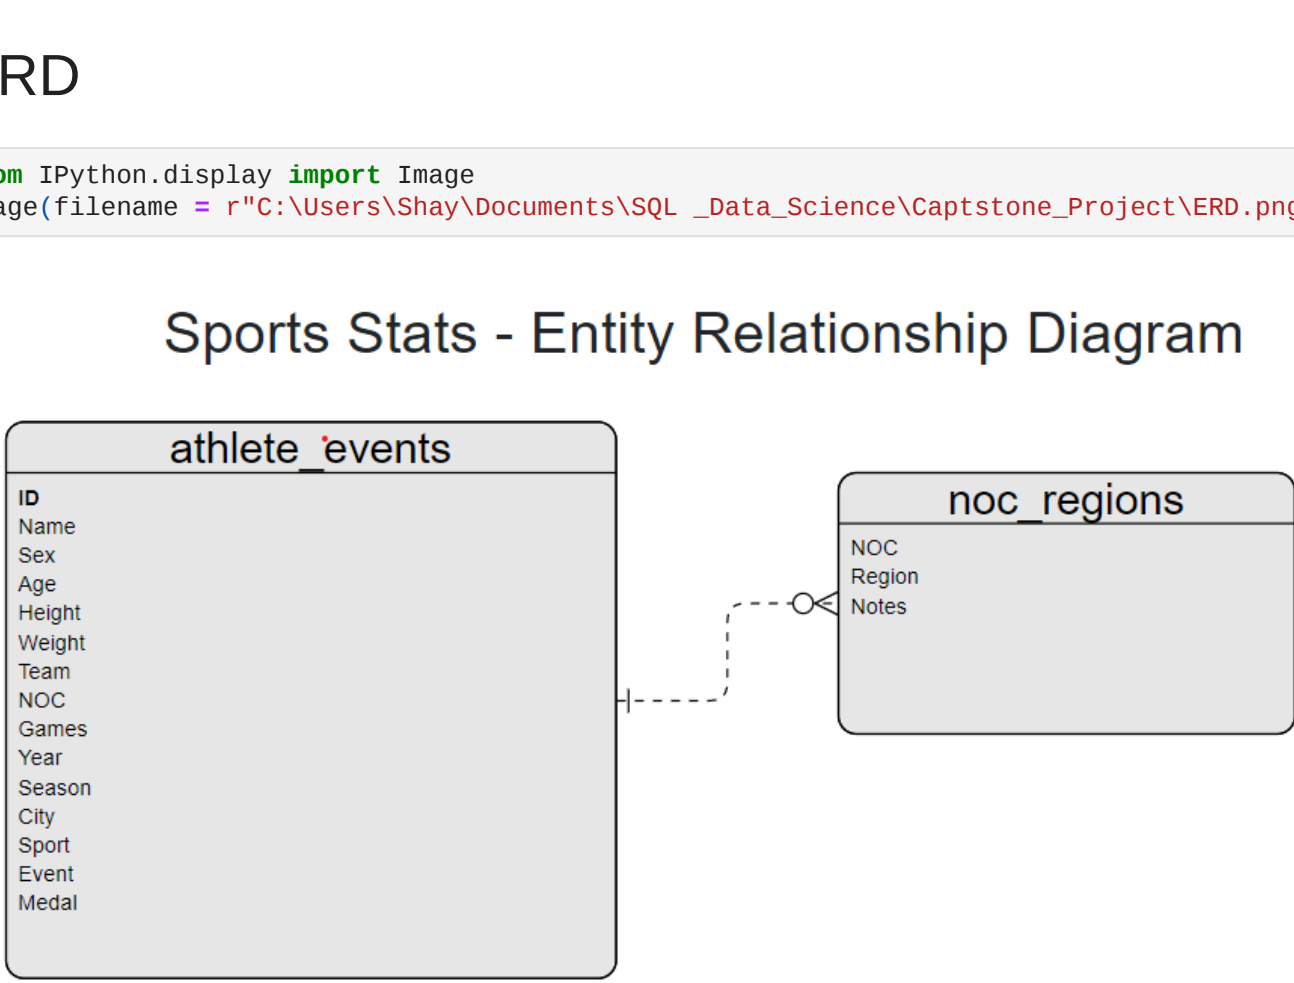 RD
om IPython.display import Image
age(filename = r"C:\Users\Shay\Documents\SQL _Data_Science\Captstone_Project\ERD.png
Sports Stats - Entity Relationship Diagram
athlete_events
ID
Name
Sex
Age
Height
Weight
Team
NOC
Games
Year
Season
City
Sport
Event
Medal
noc_regions
NOC
Region
Notes